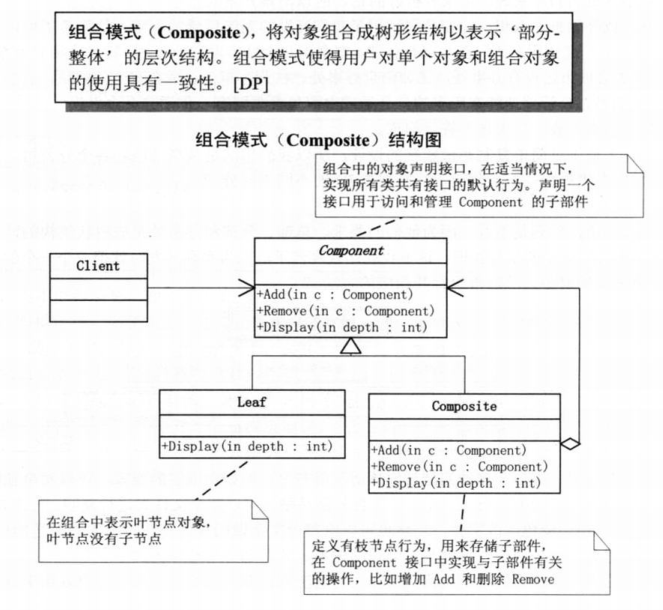 组合模式（Composite），将对象组合成树形结构以表示‘部分-
整体’的层次结构。组合模式使得用户对单个对象和组合对象
的使用具有一致性。[DP]
组合模式（Composite）结构图
组合中的对象声明接口，在适当情况下，
实现所有类共有接口的默认行为。声明一个
接口用于访问和管理 Component 的子部件
Component
+Add(in c : Component)
+Remove(in c : Component)
+Display(in depth : int)
Client
Leaf
+Display(in depth : int)
Composite
+Add(in c : Component)
+Remove(in c : Component)
+Display(in depth : int)
在组合中表示叶节点对象，
叶节点没有子节点
定义有枝节点行为，用来存储子部件，
在 Component 接口中实现与子部件有关
的操作，比如增加 Add 和删除 Remove